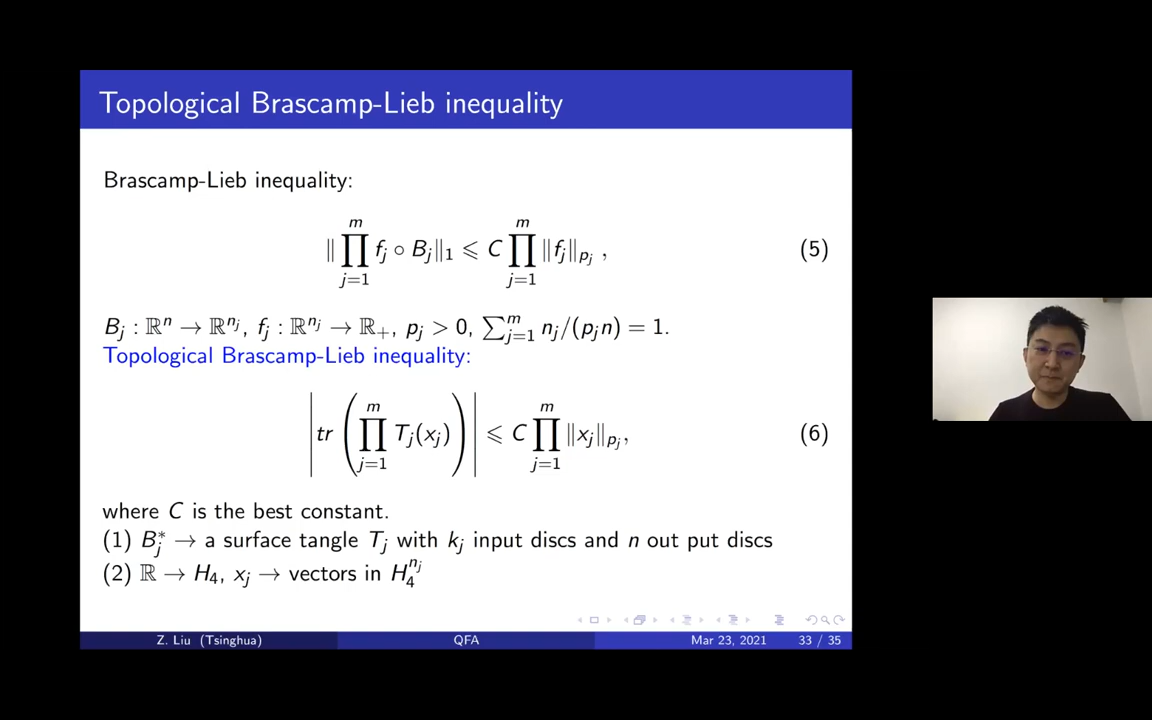 Topological Brascamp-Lieb inequality
Brascamp-Lieb inequality:
‖ ∏_{j=1}^{m} f_j ∘ B_j ‖_1 ⩽ C ∏_{j=1}^{m} ‖f_j‖_{p_j} , (5)
B_j : ℝ^n → ℝ^{n_j}, f_j : ℝ^{n_j} → ℝ_+, p_j > 0, ∑_{j=1}^{m} n_j/(p_j n) = 1.
Topological Brascamp-Lieb inequality:
| tr ( ∏_{j=1}^{m} T_j(x_j) ) | ⩽ C ∏_{j=1}^{m} ‖x_j‖_{p_j}, (6)
where C is the best constant.
(1) B_j^* → a surface tangle T_j with k_j input discs and n out put discs
(2) ℝ → H_4, x_j → vectors in H_4^{n_j}
Z. Liu (Tsinghua) QFA Mar 23, 2021 33 / 35